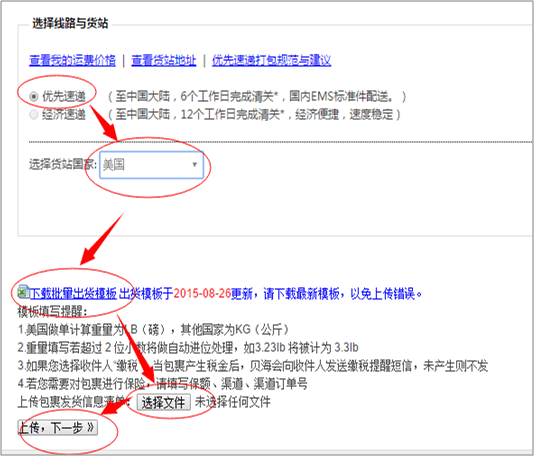 选择线路与货站
查看我的运费价格 | 查看货站地址 | 优先速递打包规范与建议
优先速递 （至中国大陆，6个工作日完成清关*，国内EMS标准件配送。）
经济速递 （至中国大陆，12个工作日完成清关*，经济便捷，速度稳定）
选择货站国家: 美国
下载批量出货模板 出货模板于2015-08-26更新，请下载最新模板，以免上传错误。
模板填写提醒：
1.美国做单计算重量为LB（磅），其他国家为KG（公斤）
2.重量填写若超过 2 位小数将做自动进位处理，如3.23lb 将被计为 3.3lb
3.如果您选择收件人“缴税”，当包裹产生税金后，贝海会向收件人发送缴税提醒短信，未产生则不发
4.若您需要对包裹进行保险，请填写保额、渠道、渠道订单号
上传包裹发货信息清单： 选择文件 未选择任何文件
上传，下一步 》